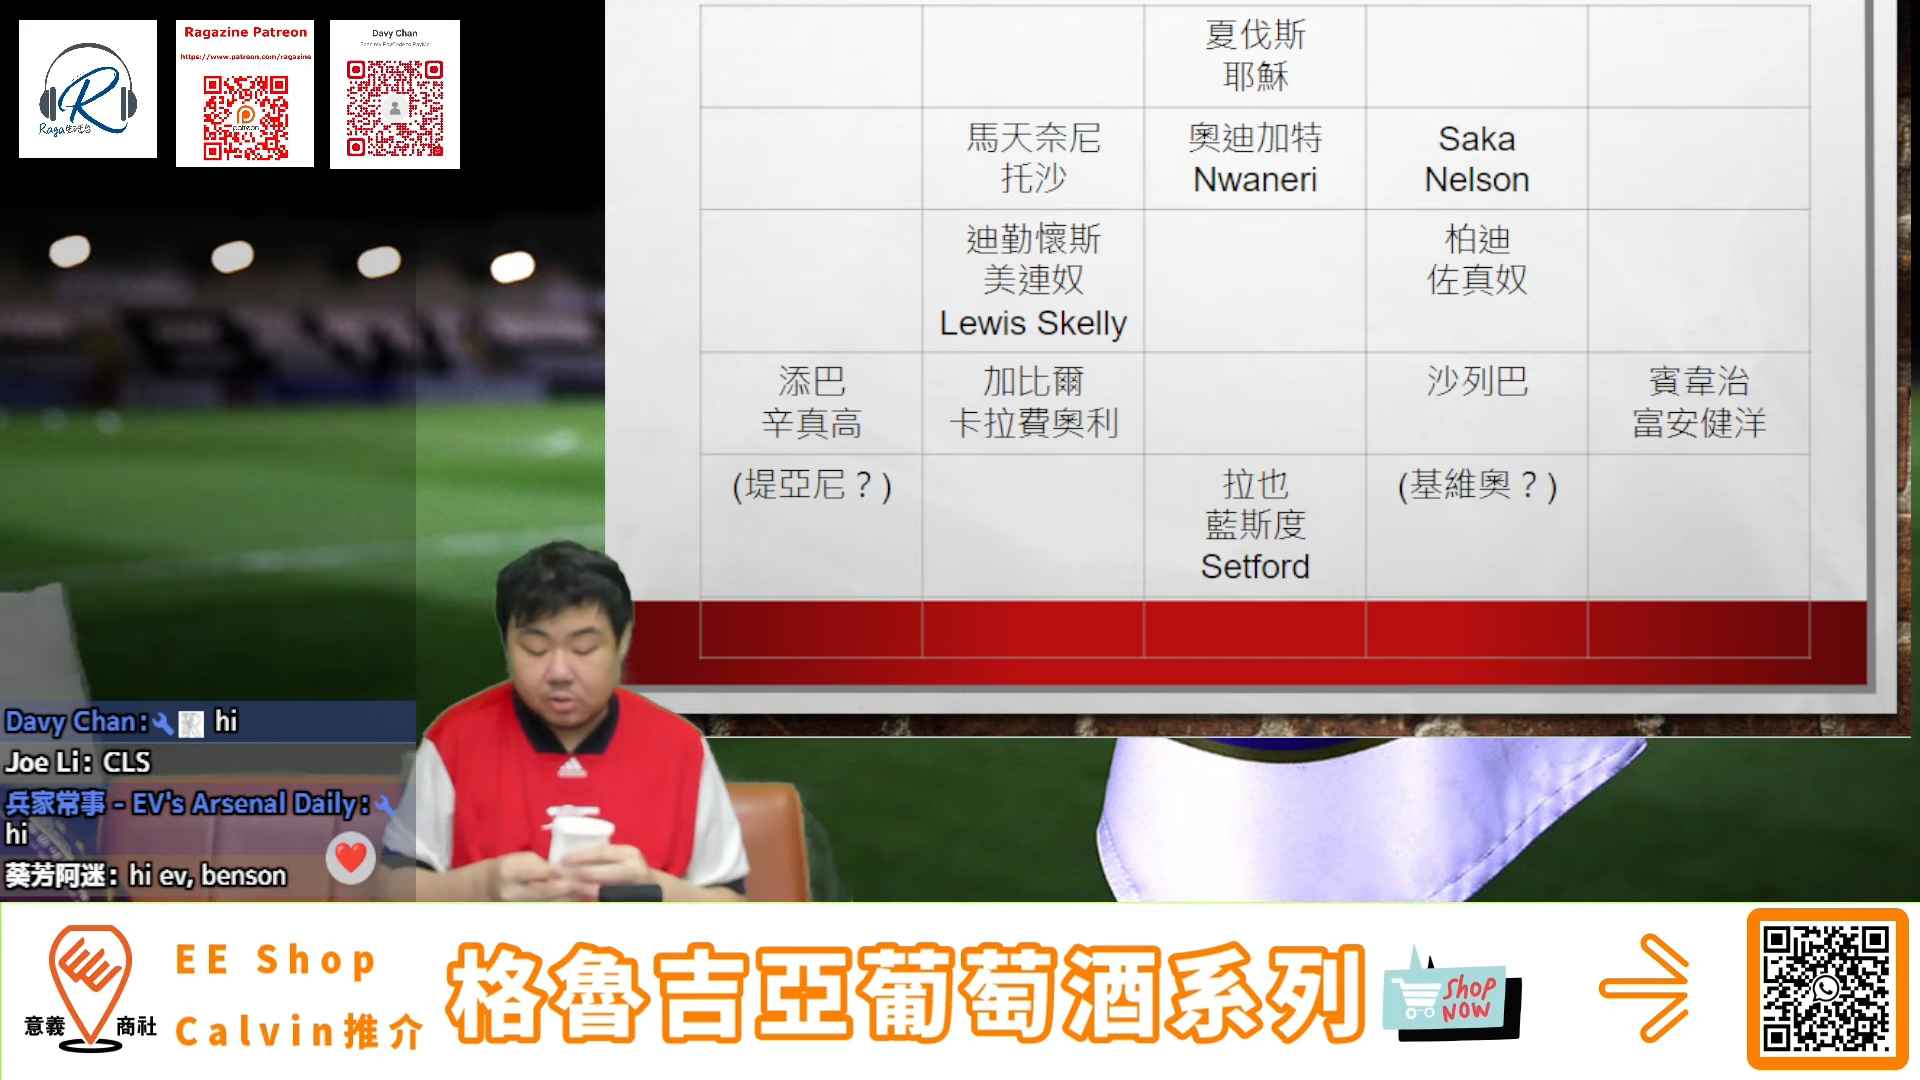 R
Raga
Ragazine Patreon
https://www.patreon.com/ragazine
patreon
Davy Chan
夏伐斯
耶穌
馬天奈尼
托沙
奧迪加特
Nwaneri
Saka
Nelson
迪勒懷斯
美連奴
Lewis Skelly
柏迪
佐真奴
添巴
辛真高
加比爾
卡拉費奧利
沙列巴
賓韋治
富安健洋
(堤亞尼？)
拉也
藍斯度
Setford
(基維奧？)
Davy Chan: hi
Joe Li: CLS
兵家常事 - EV's Arsenal Daily:
hi
葵芳阿迷: hi ev, benson
意義 商社
EE Shop
Calvin推介
格魯吉亞葡萄酒系列
SHOP
NOW